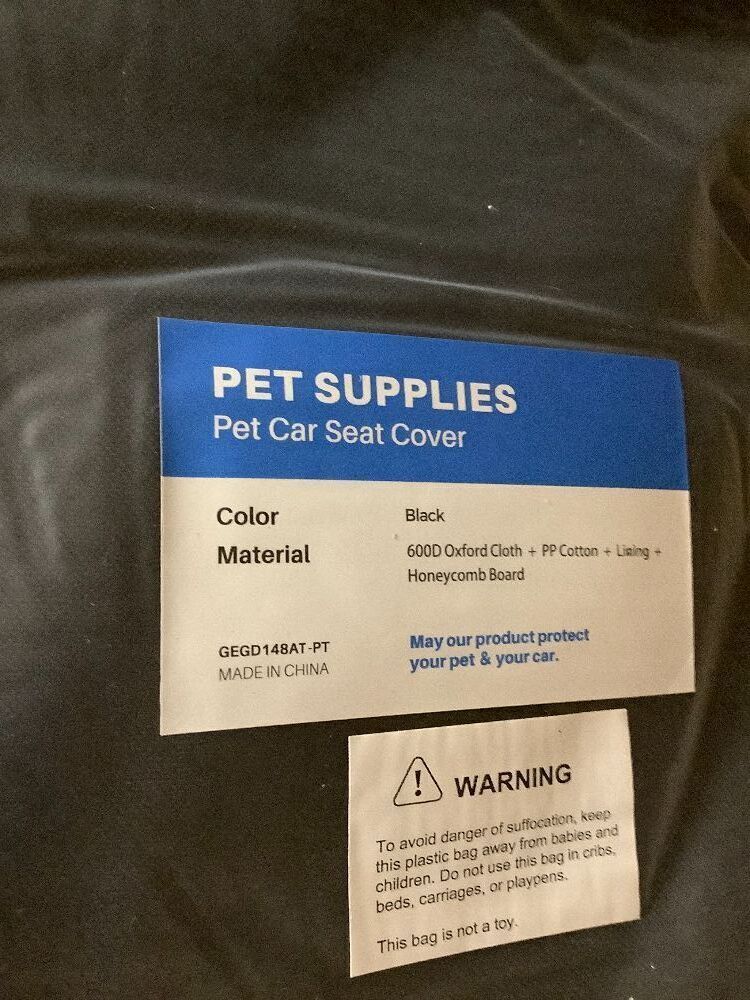 PET SUPPLIES
Pet Car Seat Cover
Color Black
Material 600D Oxford Cloth + PP Cotton + Lining +
Honeycomb Board
GEGD148AT-PT
MADE IN CHINA
May our product protect
your pet & your car.
WARNING
To avoid danger of suffocation, keep
this plastic bag away from babies and
children. Do not use this bag in cribs,
beds, carriages, or playpens.
This bag is not a toy.